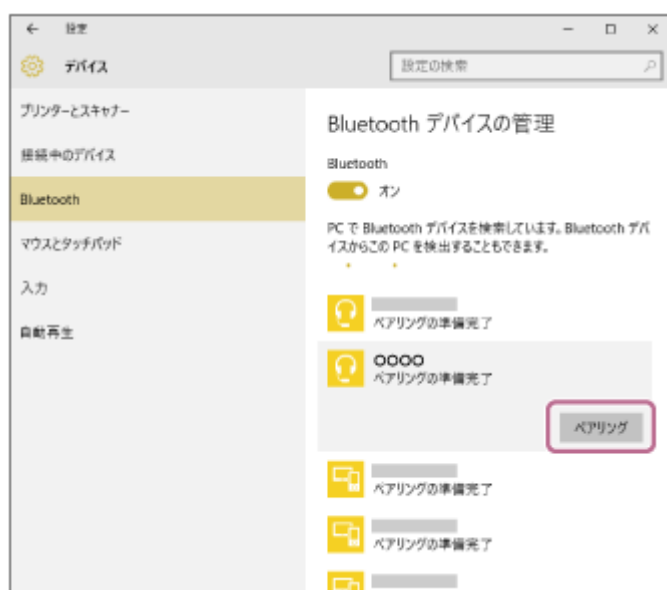 設定
デバイス
設定の検索
プリンターとスキャナー
接続中のデバイス
Bluetooth
マウスとタッチパッド
入力
自動再生
Bluetooth デバイスの管理
Bluetooth
オン
PC で Bluetooth デバイスを検索しています。Bluetooth デバ
イスからこの PC を検出することもできます。
ペアリングの準備完了
OOOO
ペアリングの準備完了
ペアリング
ペアリングの準備完了
ペアリングの準備完了